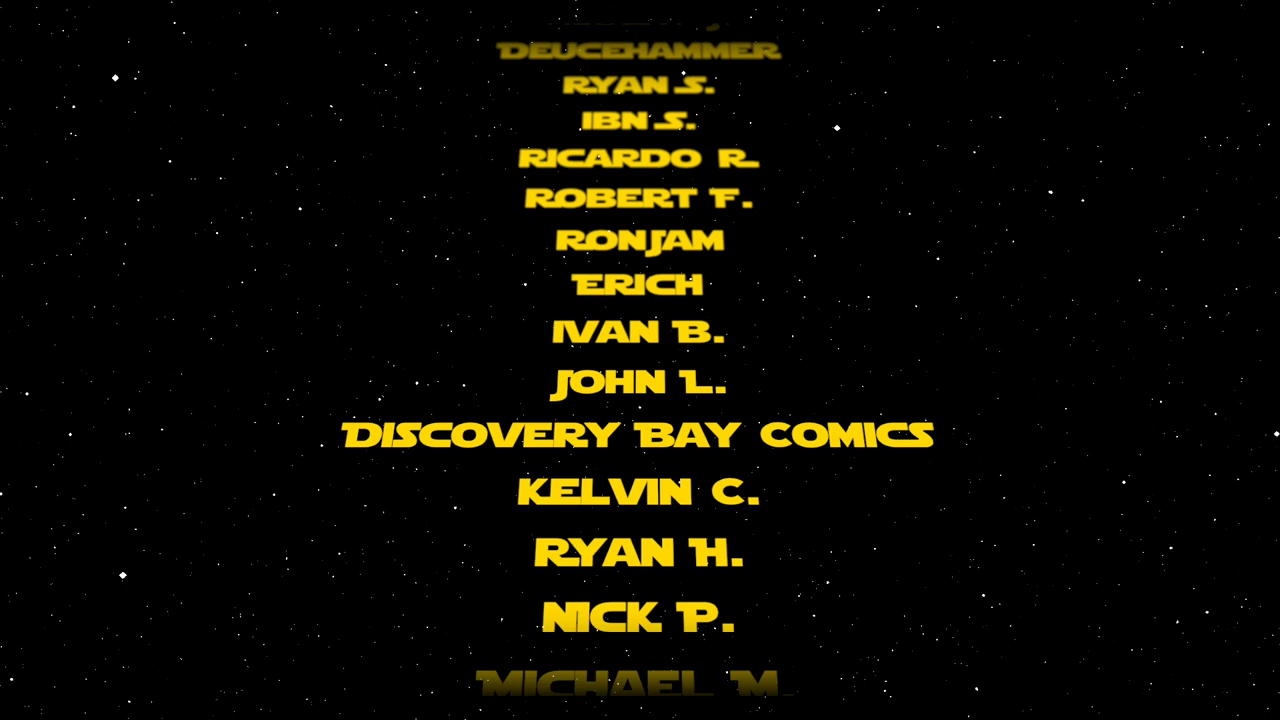 DEUCEHAMMER
RYAN S.
IBN S.
RICARDO R.
ROBERT F.
RONJAM
ERICH
IVAN B.
JOHN L.
DISCOVERY BAY COMICS
KELVIN C.
RYAN H.
NICK P.
MICHAEL M.